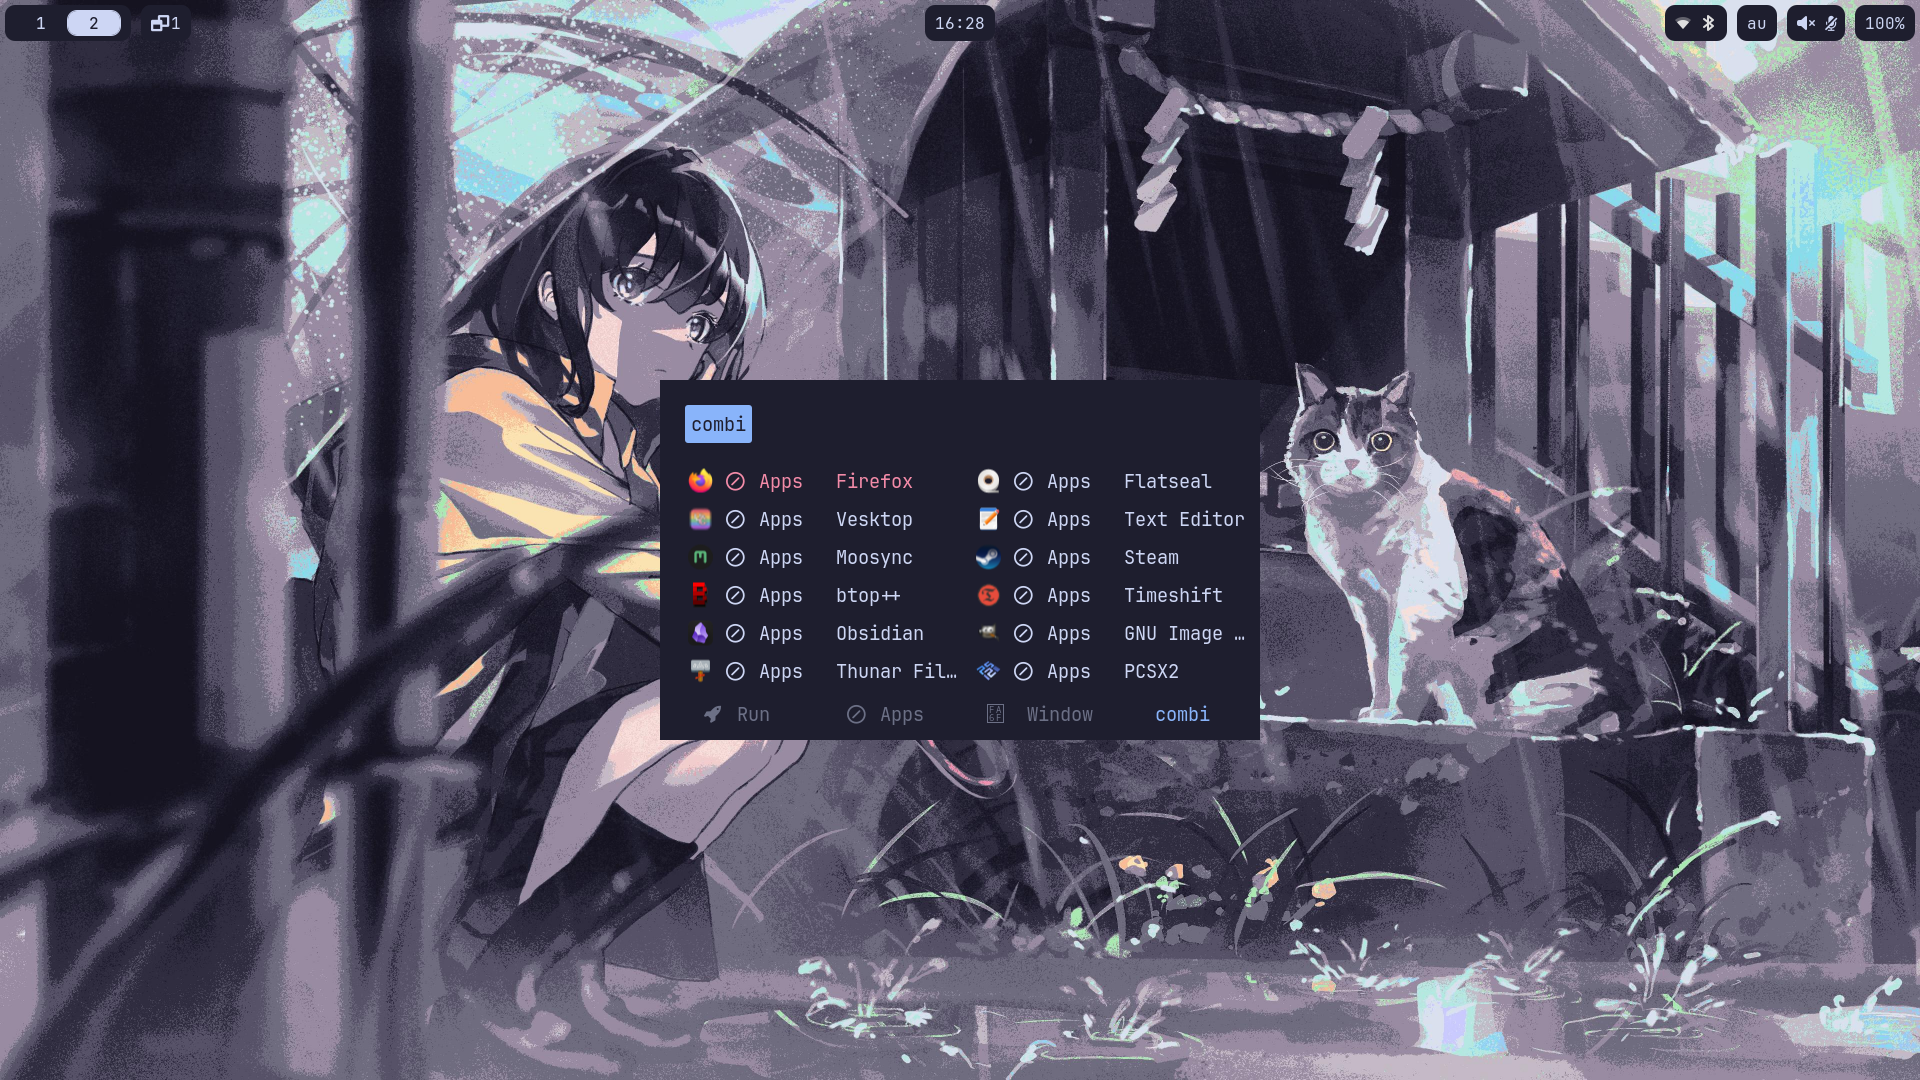 1 2 1 16:28 au 100%
combi
Apps Firefox Apps Flatseal
Apps Vesktop Apps Text Editor
Apps Moosync Apps Steam
Apps btop++ Apps Timeshift
Apps Obsidian Apps GNU Image …
Apps Thunar Fil… Apps PCSX2
Run Apps Window combi